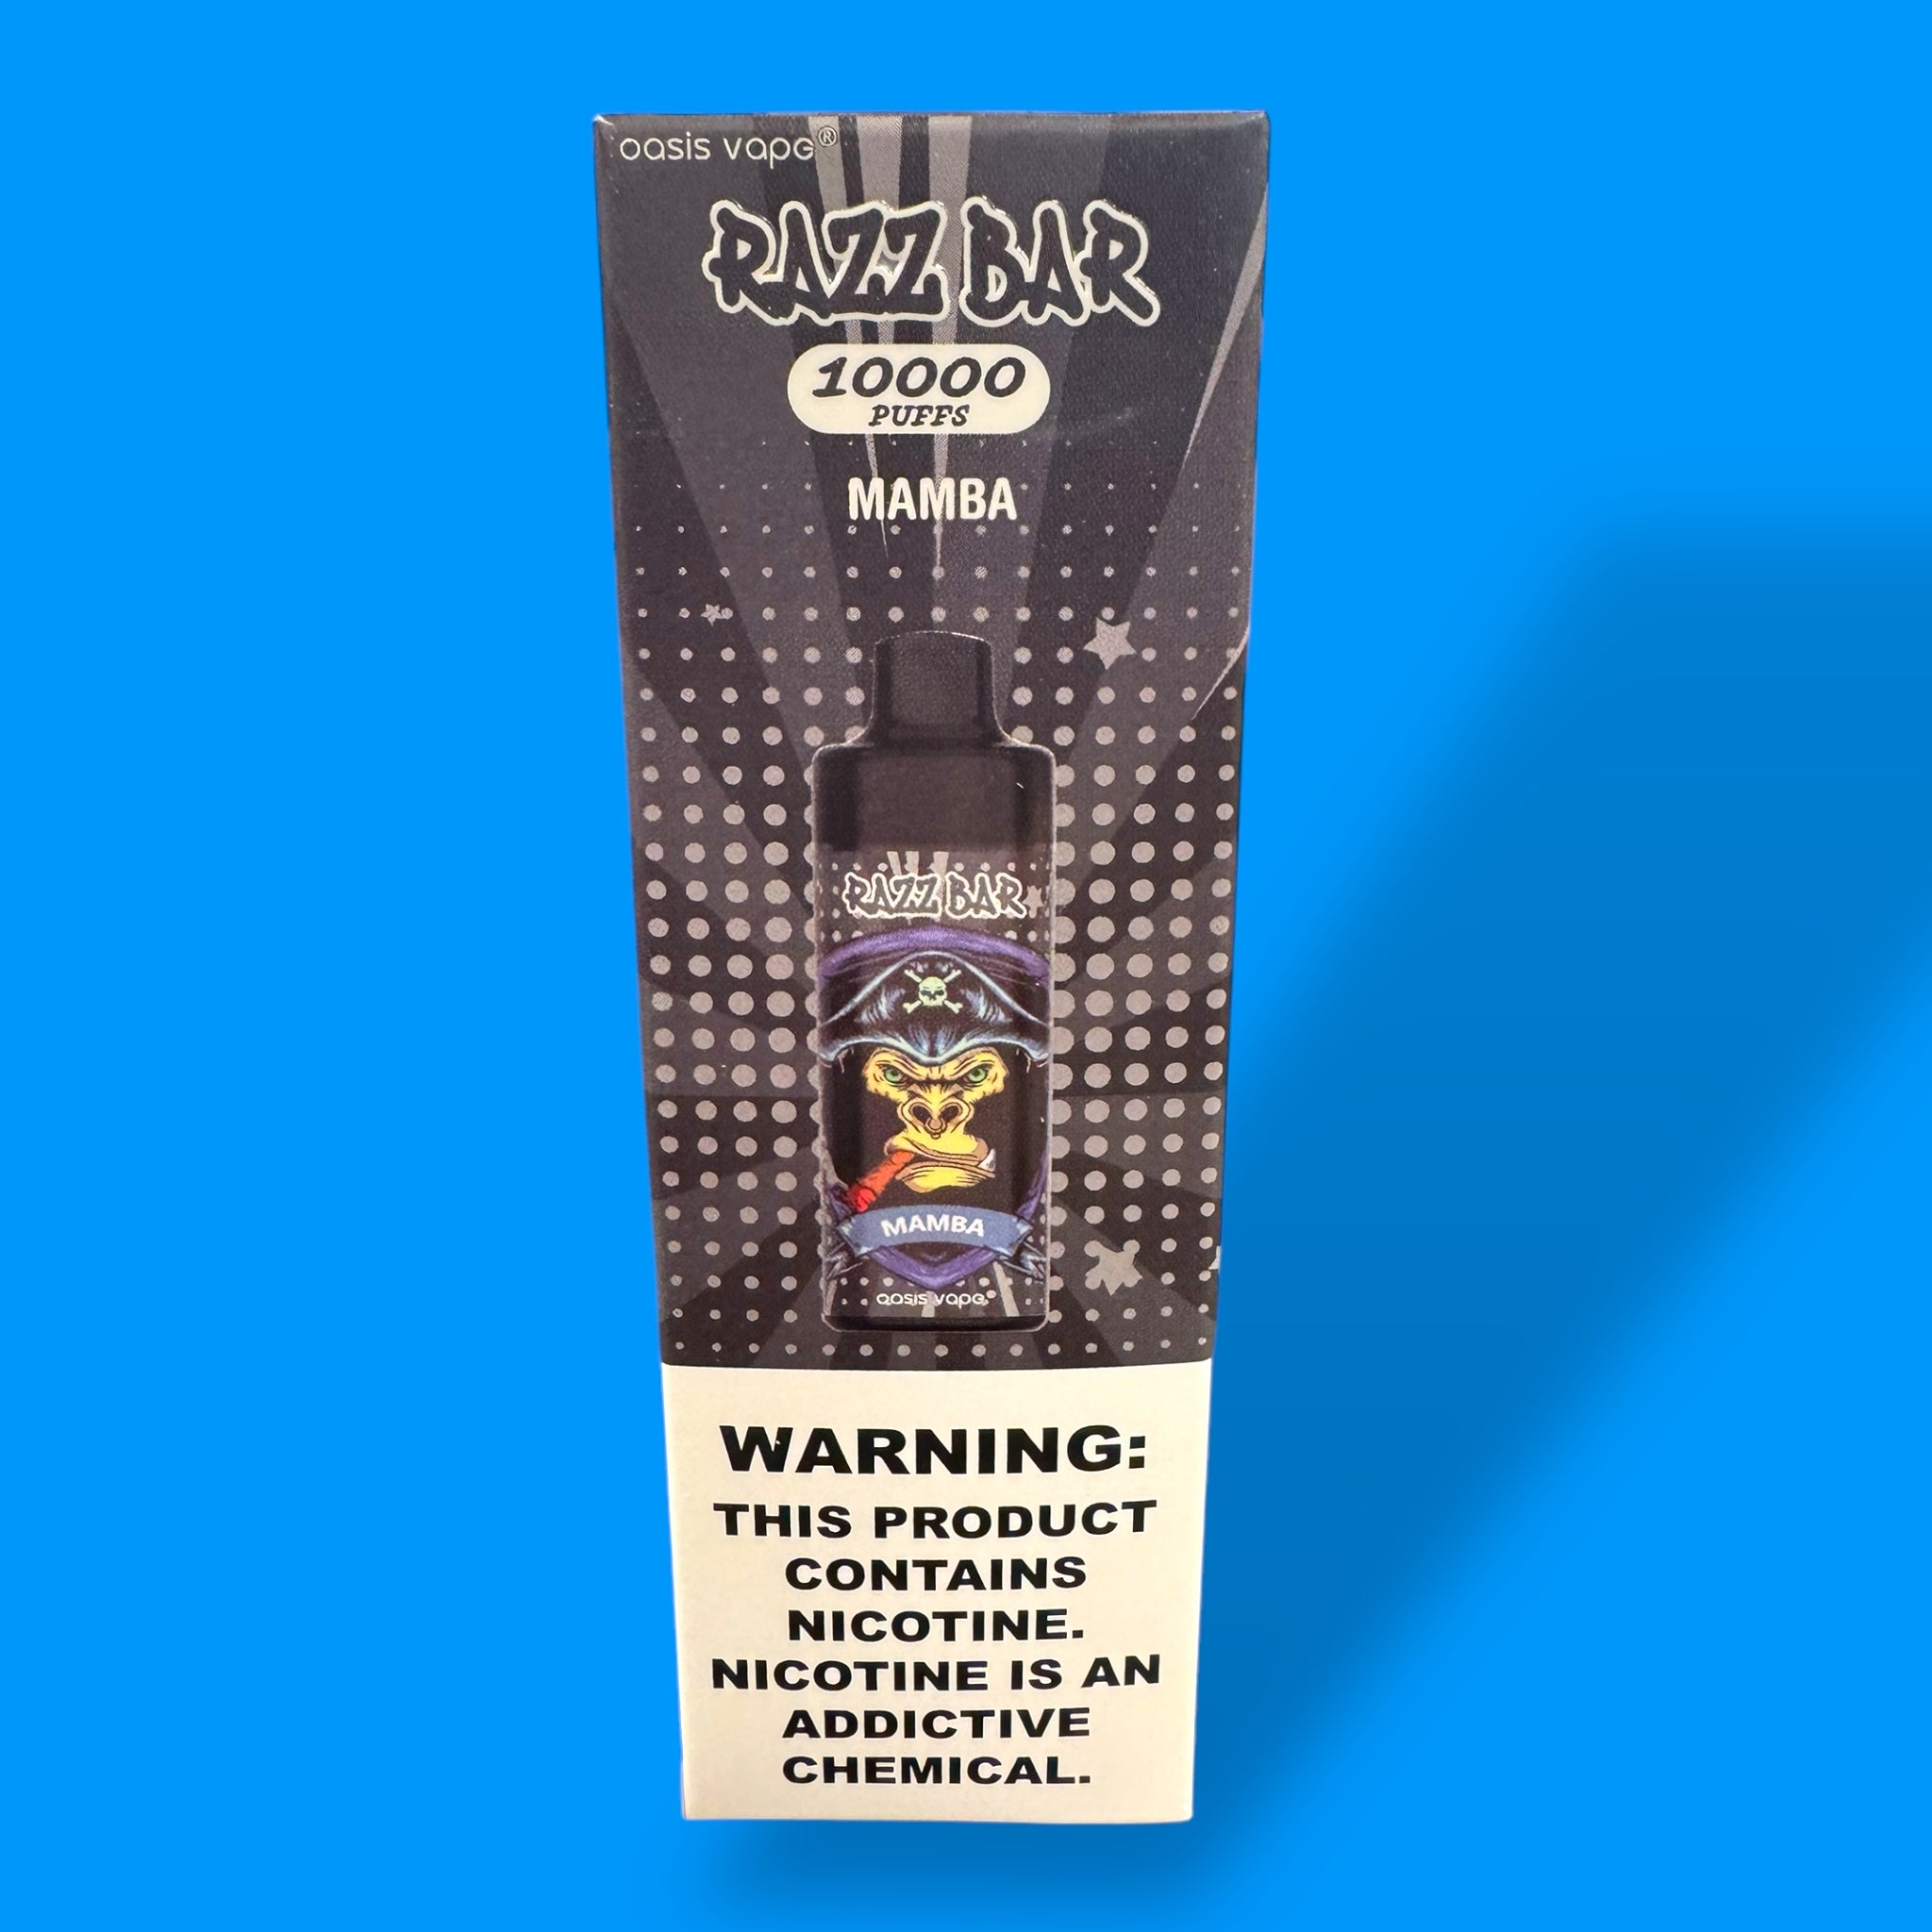 oasis vape®
RAZZ BAR
10000
PUFFS
MAMBA
RAZZ BAR
MAMBA
oasis vape®
WARNING:
THIS PRODUCT
CONTAINS
NICOTINE.
NICOTINE IS AN
ADDICTIVE
CHEMICAL.